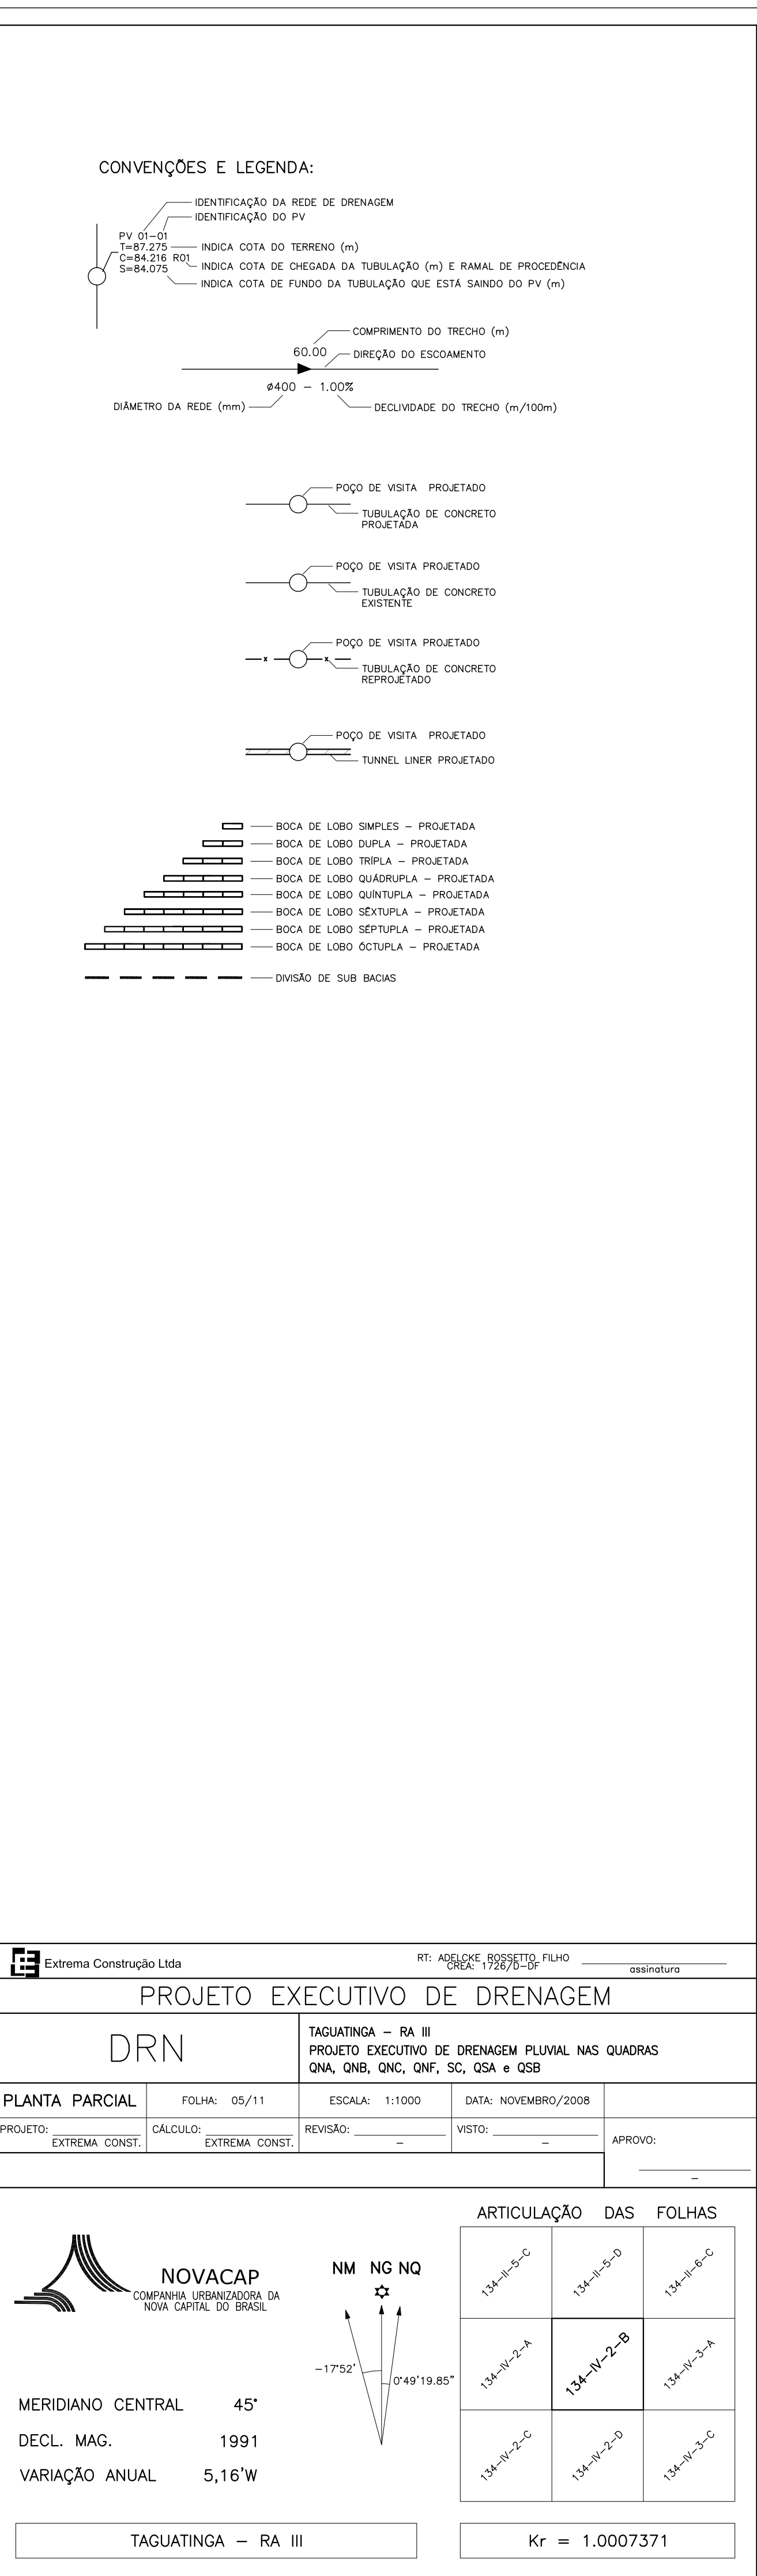 CONVENÇÕES E LEGENDA:
IDENTIFICAÇÃO DA REDE DE DRENAGEM
IDENTIFICAÇÃO DO PV
PV 01-01
T=87.275
INDICA COTA DO TERRENO (m)
C=84.216 R01
INDICA COTA DE CHEGADA DA TUBULAÇÃO (m) E RAMAL DE PROCEDÊNCIA
S=84.075
INDICA COTA DE FUNDO DA TUBULAÇÃO QUE ESTÁ SAINDO DO PV (m)
COMPRIMENTO DO TRECHO (m)
60.00
DIREÇÃO DO ESCOAMENTO
ø400 - 1.00%
DIÂMETRO DA REDE (mm)
DECLIVIDADE DO TRECHO (m/100m)
POÇO DE VISITA PROJETADO
TUBULAÇÃO DE CONCRETO
PROJETADA
POÇO DE VISITA PROJETADO
TUBULAÇÃO DE CONCRETO
EXISTENTE
POÇO DE VISITA PROJETADO
TUBULAÇÃO DE CONCRETO
REPROJETADO
POÇO DE VISITA PROJETADO
TUNNEL LINER PROJETADO
BOCA DE LOBO SIMPLES - PROJETADA
BOCA DE LOBO DUPLA - PROJETADA
BOCA DE LOBO TRÍPLA - PROJETADA
BOCA DE LOBO QUÁDRUPLA - PROJETADA
BOCA DE LOBO QUÍNTUPLA - PROJETADA
BOCA DE LOBO SÊXTUPLA - PROJETADA
BOCA DE LOBO SÉPTUPLA - PROJETADA
BOCA DE LOBO ÓCTUPLA - PROJETADA
DIVISÃO DE SUB BACIAS
Extrema Construção Ltda
RT: ADELCKE ROSSETTO FILHO
CREA: 1726/D-DF
assinatura
PROJETO EXECUTIVO DE DRENAGEM
DRN
TAGUATINGA - RA III
PROJETO EXECUTIVO DE DRENAGEM PLUVIAL NAS QUADRAS
QNA, QNB, QNC, QNF, SC, QSA e QSB
PLANTA PARCIAL
FOLHA: 05/11
ESCALA: 1:1000
DATA: NOVEMBRO/2008
PROJETO:
EXTREMA CONST.
CÁLCULO:
EXTREMA CONST.
REVISÃO:
-
VISTO:
-
APROVO:
-
ARTICULAÇÃO DAS FOLHAS
134-II-5-C
134-II-5-D
134-II-6-C
134-IV-2-A
134-IV-2-B
134-IV-3-A
134-IV-2-C
134-IV-2-D
134-IV-3-C
NOVACAP
COMPANHIA URBANIZADORA DA
NOVA CAPITAL DO BRASIL
NM NG NQ
-17°52'
0°49'19.85"
MERIDIANO CENTRAL 45°
DECL. MAG. 1991
VARIAÇÃO ANUAL 5,16'W
TAGUATINGA - RA III
Kr = 1.0007371